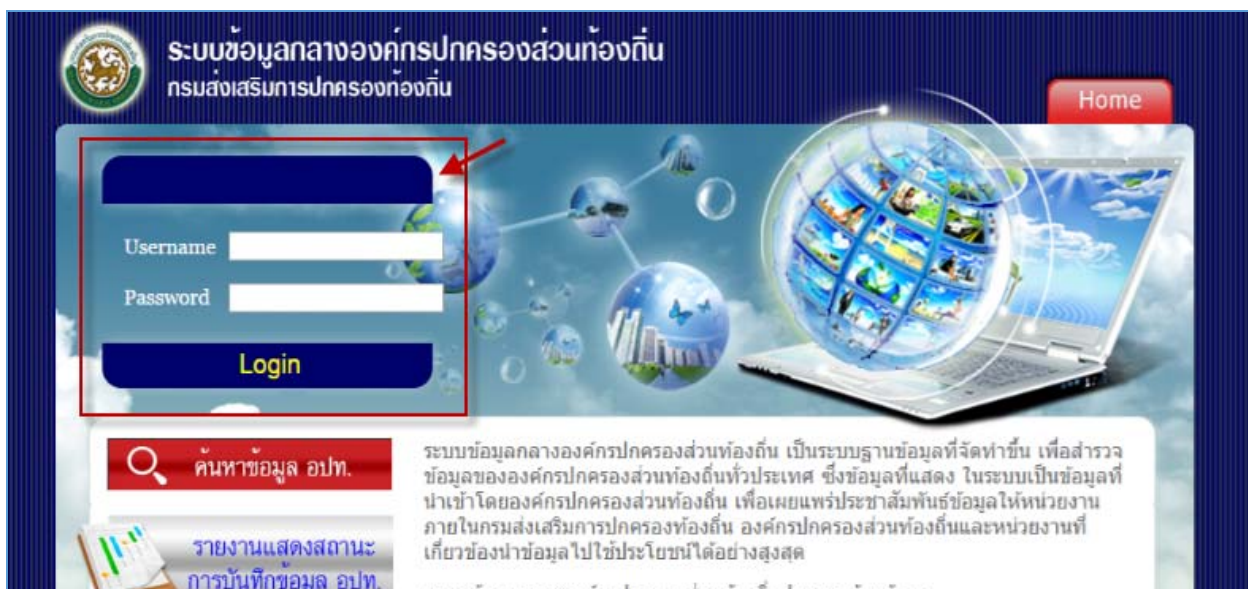 ระบบข้อมูลกลางองค์กรปกครองส่วนท้องถิ่น
กรมส่งเสริมการปกครองท้องถิ่น
Home
Username
Password
Login
ค้นหาข้อมูล อปท.
รายงานแสดงสถานะ
การบันทึกข้อมูล อปท.
ระบบข้อมูลกลางองค์กรปกครองส่วนท้องถิ่น เป็นระบบฐานข้อมูลที่จัดทำขึ้น เพื่อสำรวจ
ข้อมูลขององค์กรปกครองส่วนท้องถิ่นทั่วประเทศ ซึ่งข้อมูลที่แสดง ในระบบเป็นข้อมูลที่
นำเข้าโดยองค์กรปกครองส่วนท้องถิ่น เพื่อเผยแพร่ประชาสัมพันธ์ข้อมูลให้หน่วยงาน
ภายในกรมส่งเสริมการปกครองท้องถิ่น องค์กรปกครองส่วนท้องถิ่นและหน่วยงานที่
เกี่ยวข้องนำข้อมูลไปใช้ประโยชน์ได้อย่างสูงสุด